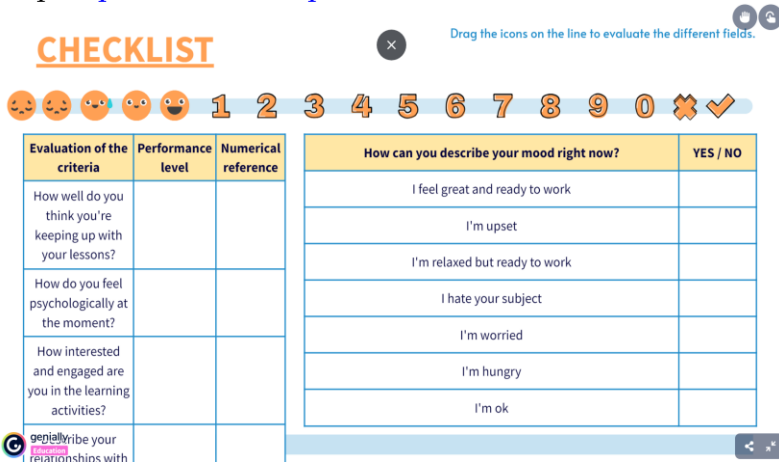 Drag the icons on the line to evaluate the different fields.
CHECKLIST
1 2 3 4 5 6 7 8 9 0
Evaluation of the
criteria
Performance
level
Numerical
reference
How well do you
think you're
keeping up with
your lessons?
How do you feel
psychologically at
the moment?
How interested
and engaged are
you in the learning
activities?
your
relationships with
How can you describe your mood right now?
YES / NO
I feel great and ready to work
I'm upset
I'm relaxed but ready to work
I hate your subject
I'm worried
I'm hungry
I'm ok
genially
Education